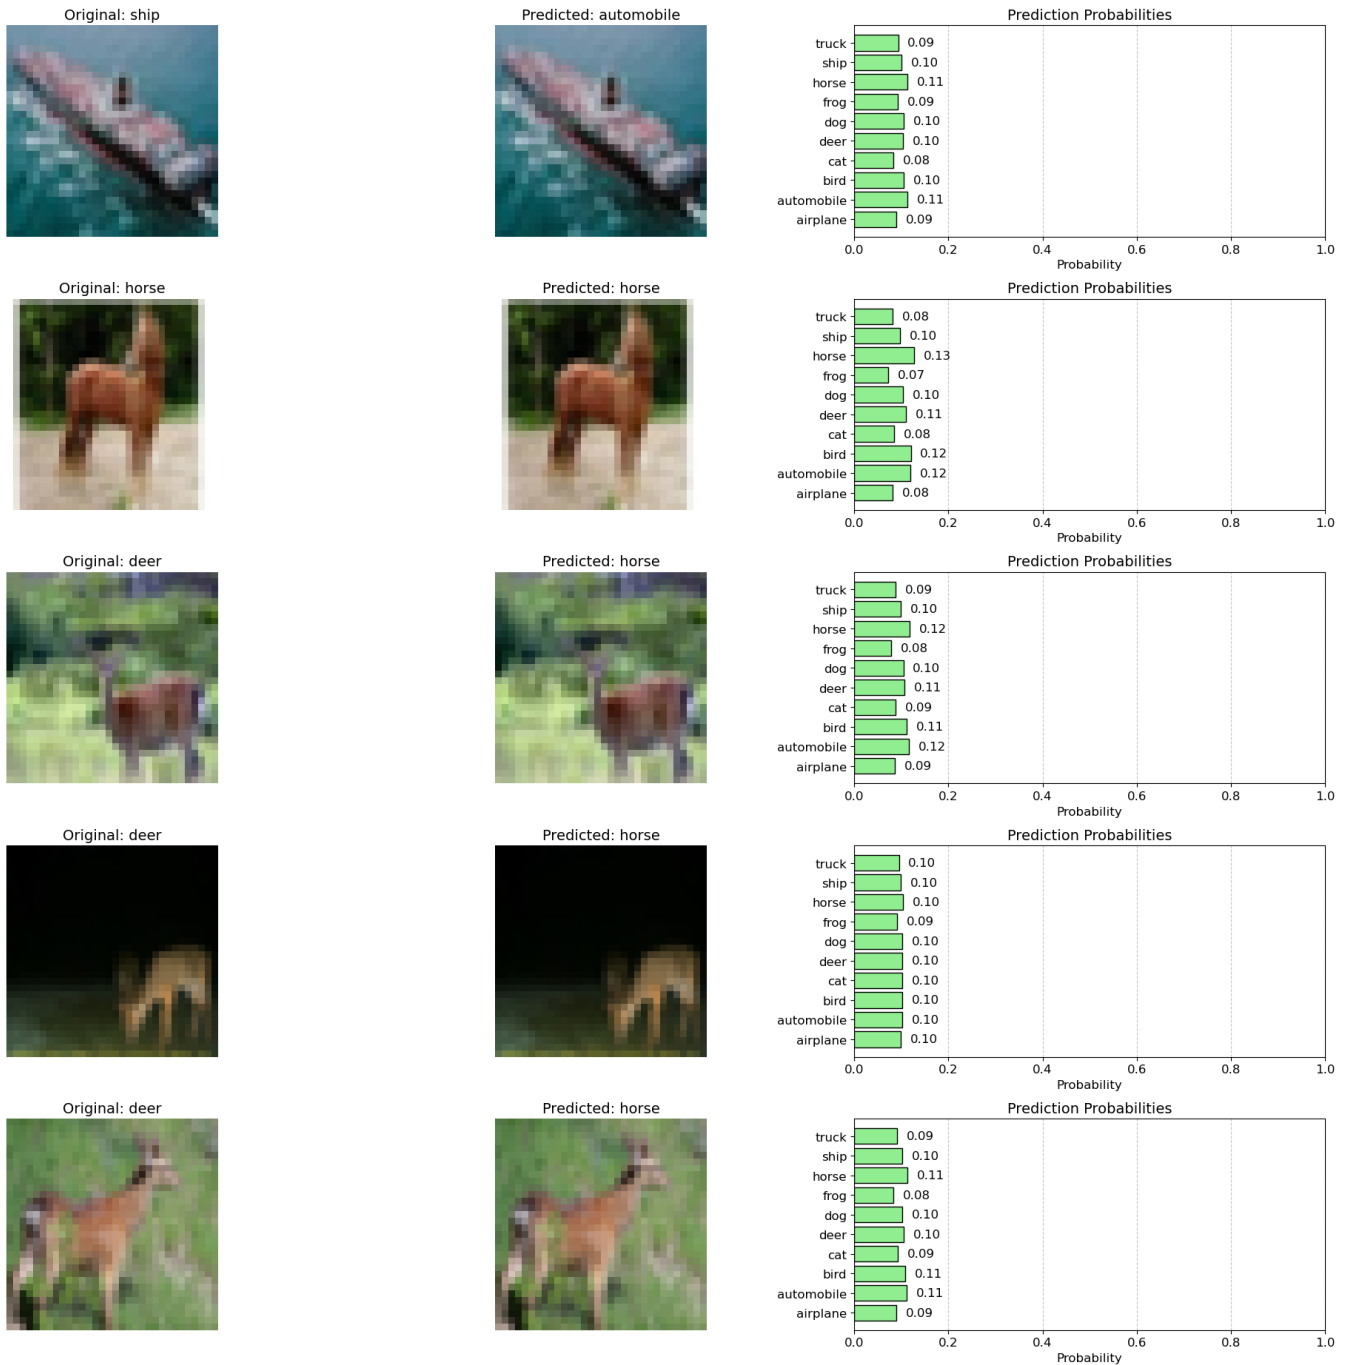 Original: ship
Predicted: automobile
Prediction Probabilities
truck 0.09
ship 0.10
horse 0.11
frog 0.09
dog 0.10
deer 0.10
cat 0.08
bird 0.10
automobile 0.11
airplane 0.09
0.0 0.2 0.4 0.6 0.8 1.0
Probability
Original: horse
Predicted: horse
Prediction Probabilities
truck 0.08
ship 0.10
horse 0.13
frog 0.07
dog 0.10
deer 0.11
cat 0.08
bird 0.12
automobile 0.12
airplane 0.08
0.0 0.2 0.4 0.6 0.8 1.0
Probability
Original: deer
Predicted: horse
Prediction Probabilities
truck 0.09
ship 0.10
horse 0.12
frog 0.08
dog 0.10
deer 0.11
cat 0.09
bird 0.11
automobile 0.12
airplane 0.09
0.0 0.2 0.4 0.6 0.8 1.0
Probability
Original: deer
Predicted: horse
Prediction Probabilities
truck 0.10
ship 0.10
horse 0.10
frog 0.09
dog 0.10
deer 0.10
cat 0.10
bird 0.10
automobile 0.10
airplane 0.10
0.0 0.2 0.4 0.6 0.8 1.0
Probability
Original: deer
Predicted: horse
Prediction Probabilities
truck 0.09
ship 0.10
horse 0.11
frog 0.08
dog 0.10
deer 0.10
cat 0.09
bird 0.11
automobile 0.11
airplane 0.09
0.0 0.2 0.4 0.6 0.8 1.0
Probability